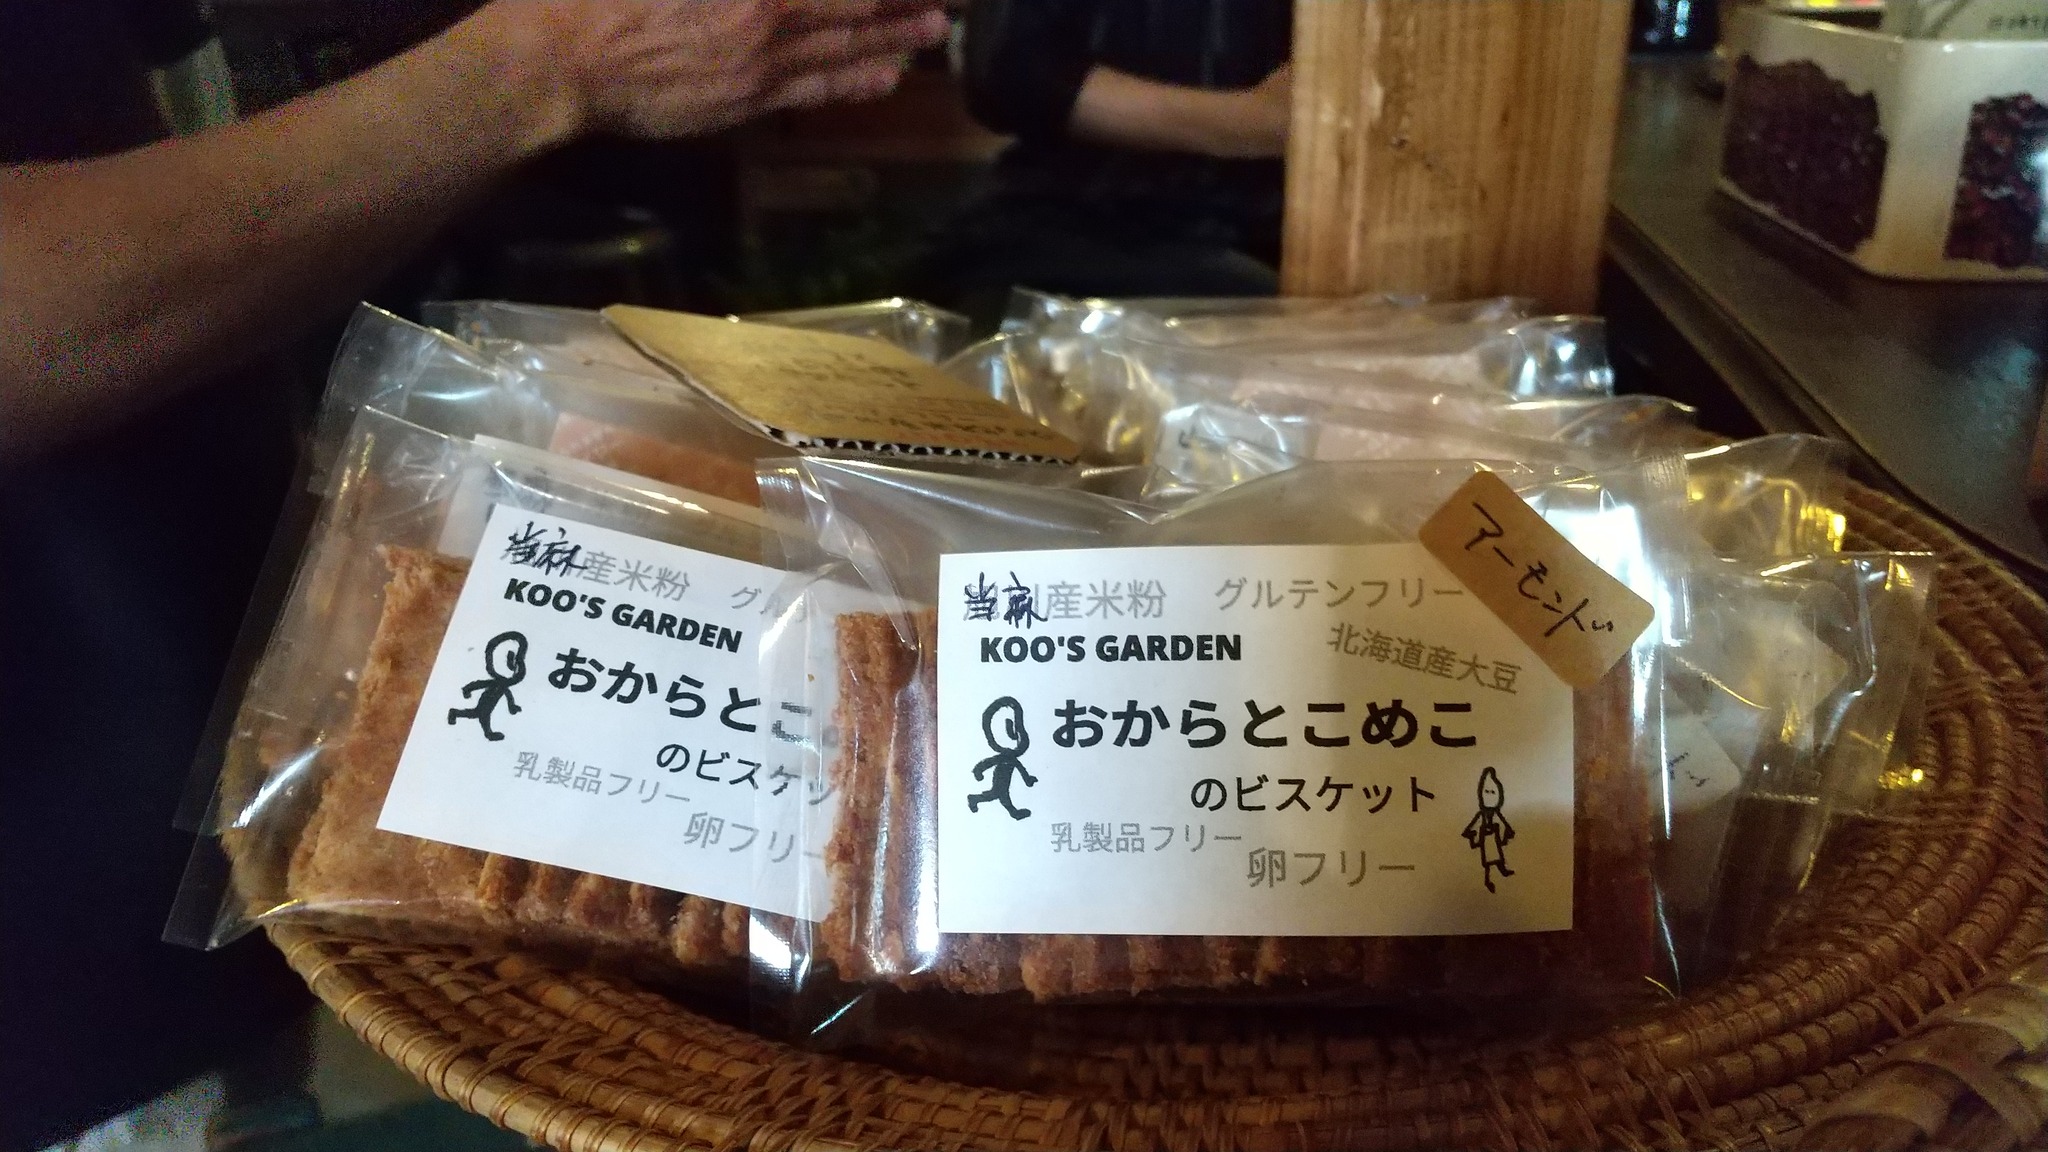 当麻産米粉 グル
KOO'S GARDEN
おからとこ
のビスケッ
乳製品フリー
卵フリー
当麻産米粉 グルテンフリー
アーモンド
KOO'S GARDEN
北海道産大豆
おからとこめこ
のビスケット
乳製品フリー
卵フリー